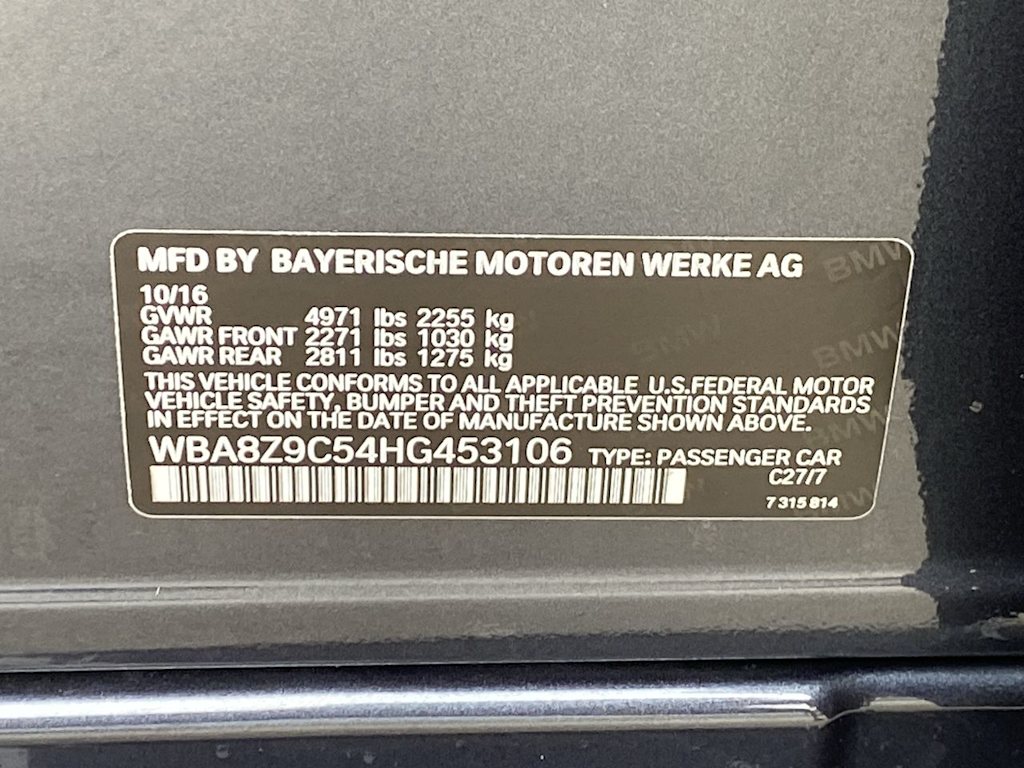 MFD BY BAYERISCHE MOTOREN WERKE AG
10/16
GVWR 4971 lbs 2255 kg
GAWR FRONT 2271 lbs 1030 kg
GAWR REAR 2811 lbs 1275 kg
THIS VEHICLE CONFORMS TO ALL APPLICABLE U.S.FEDERAL MOTOR
VEHICLE SAFETY, BUMPER AND THEFT PREVENTION STANDARDS
IN EFFECT ON THE DATE OF MANUFACTURE SHOWN ABOVE.
WBA8Z9C54HG453106 TYPE: PASSENGER CAR
C27/7
7 315 814
BMW
BMW
BMW